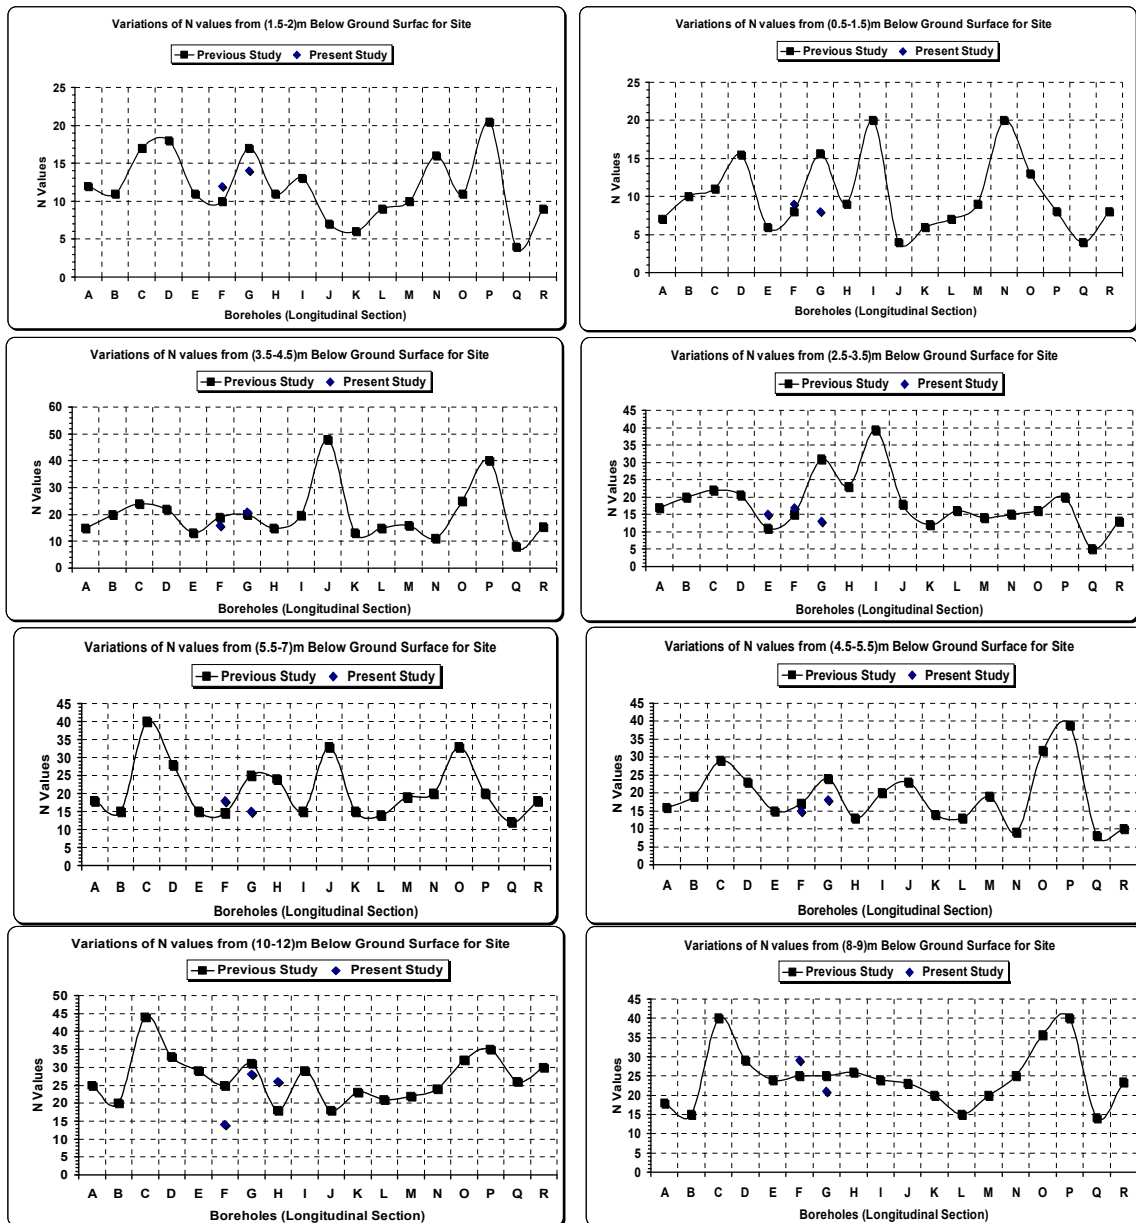 Variations of N values from (1.5-2)m Below Ground Surfac for Site
Previous Study Present Study
N Values
25
20
15
10
5
0
A B C D E F G H I J K L M N O P Q R
Boreholes (Longitudinal Section)
Variations of N values from (0.5-1.5)m Below Ground Surface for Site
Previous Study Present Study
N Values
25
20
15
10
5
0
A B C D E F G H I J K L M N O P Q R
Boreholes (Longitudinal Section)
Variations of N values from (3.5-4.5)m Below Ground Surface for Site
Previous Study Present Study
N Values
60
50
40
30
20
10
0
A B C D E F G H I J K L M N O P Q R
Boreholes (Longitudinal Section)
Variations of N values from (2.5-3.5)m Below Ground Surface for Site
Previous Study Present Study
N Values
45
40
35
30
25
20
15
10
5
0
A B C D E F G H I J K L M N O P Q R
Boreholes (Longitudinal Section)
Variations of N values from (5.5-7)m Below Ground Surface for Site
Previous Study Present Study
N Values
45
40
35
30
25
20
15
10
5
0
A B C D E F G H I J K L M N O P Q R
Boreholes (Longitudinal Section)
Variations of N values from (4.5-5.5)m Below Ground Surface for Site
Previous Study Present Study
N Values
45
40
35
30
25
20
15
10
5
0
A B C D E F G H I J K L M N O P Q R
Boreholes (Longitudinal Section)
Variations of N values from (10-12)m Below Ground Surface for Site
Previous Study Present Study
N Values
50
45
40
35
30
25
20
15
10
5
0
A B C D E F G H I J K L M N O P Q R
Boreholes (Longitudinal Section)
Variations of N values from (8-9)m Below Ground Surface for Site
Previous Study Present Study
N Values
45
40
35
30
25
20
15
10
5
0
A B C D E F G H I J K L M N O P Q R
Boreholes (Longitudinal Section)